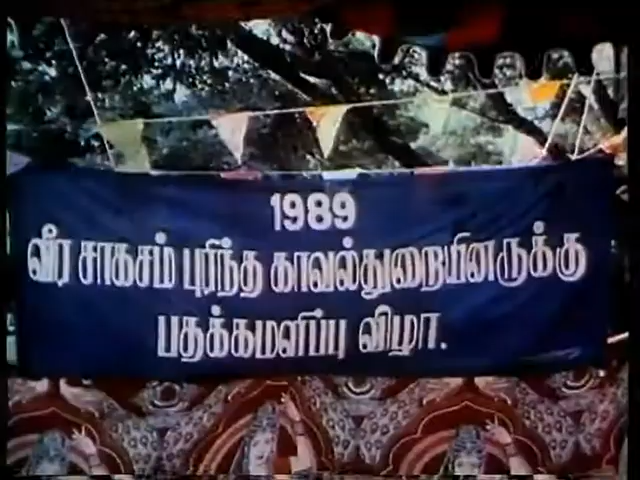 1989
வீர சாகசம் புரிந்த காவல்துறையினருக்கு
பதக்கமளிப்பு விழா.